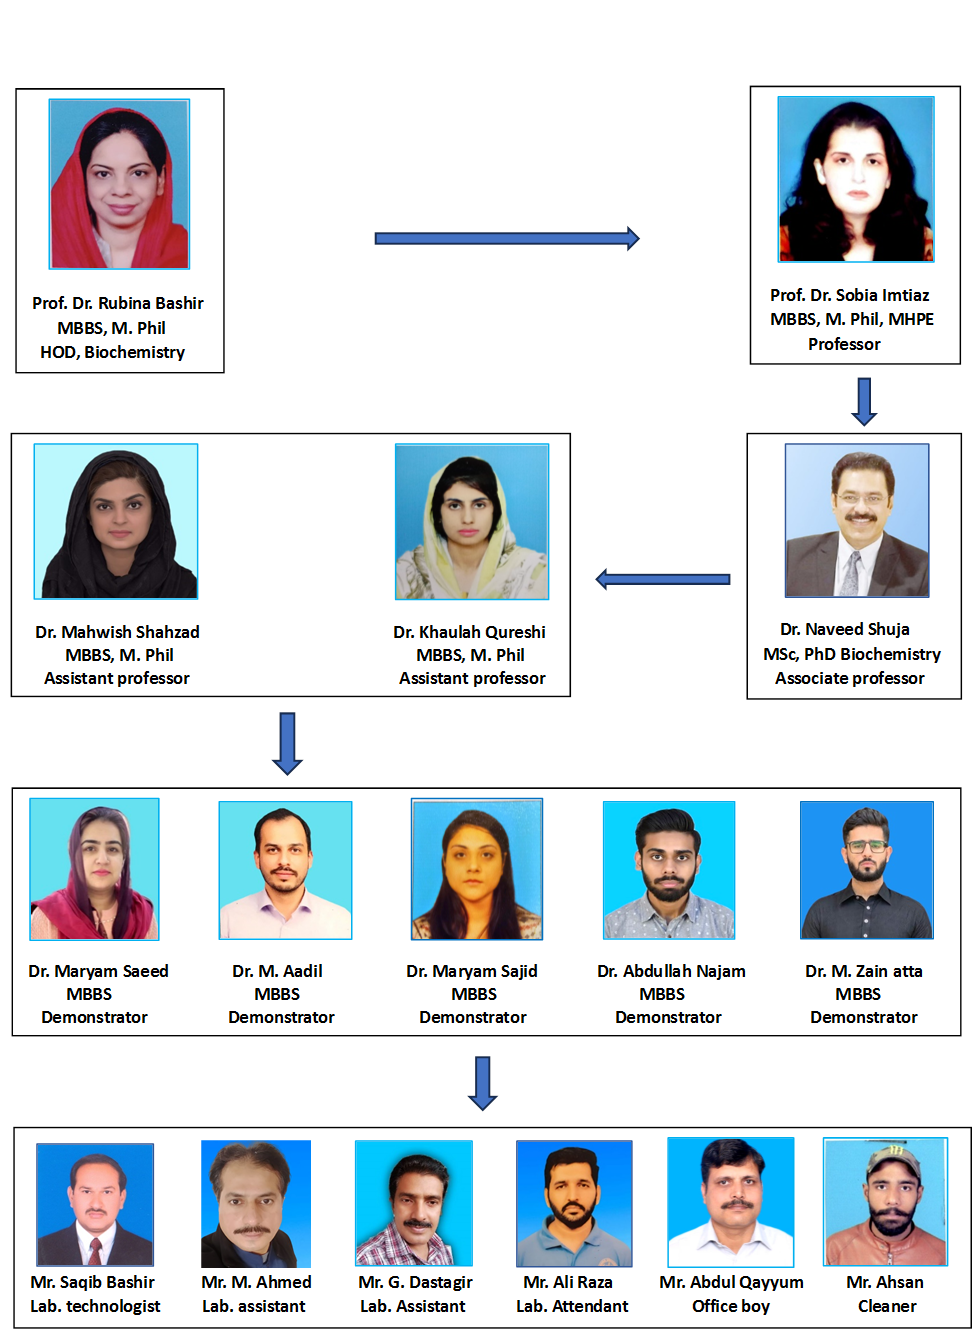 Prof. Dr. Rubina Bashir
MBBS, M. Phil
HOD, Biochemistry
Prof. Dr. Sobia Imtiaz
MBBS, M. Phil, MHPE
Professor
Dr. Mahwish Shahzad
MBBS, M. Phil
Assistant professor
Dr. Khaulah Qureshi
MBBS, M. Phil
Assistant professor
Dr. Naveed Shuja
MSc, PhD Biochemistry
Associate professor
Dr. Maryam Saeed
MBBS
Demonstrator
Dr. M. Aadil
MBBS
Demonstrator
Dr. Maryam Sajid
MBBS
Demonstrator
Dr. Abdullah Najam
MBBS
Demonstrator
Dr. M. Zain atta
MBBS
Demonstrator
Mr. Saqib Bashir
Lab. technologist
Mr. M. Ahmed
Lab. assistant
Mr. G. Dastagir
Lab. Assistant
Mr. Ali Raza
Lab. Attendant
Mr. Abdul Qayyum
Office boy
Mr. Ahsan
Cleaner